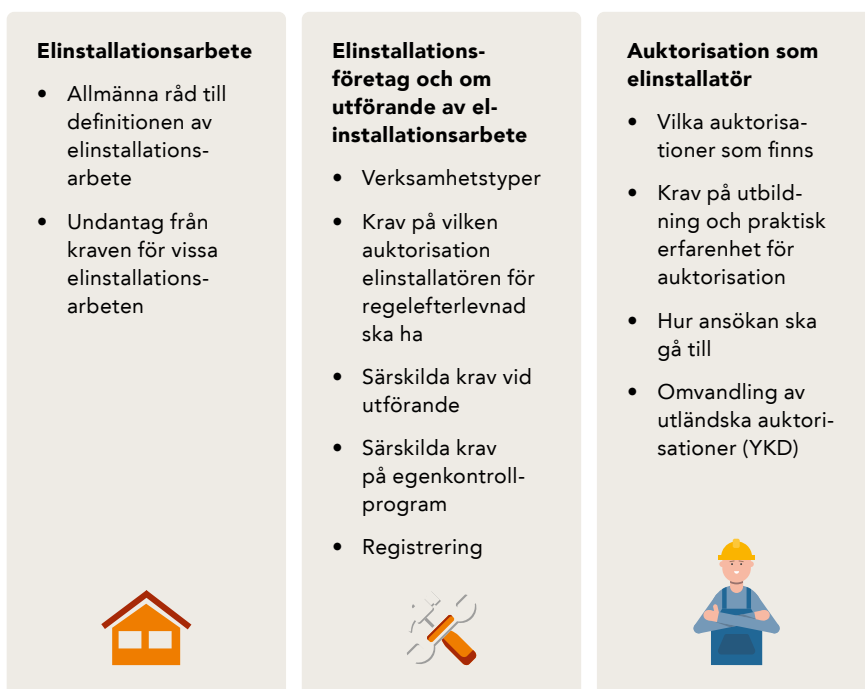 Elinstallationsarbete
• Allmänna råd till
definitionen av
elinstallations-
arbete
• Undantag från
kraven för vissa
elinstallations-
arbeten
Elinstallations-
företag och om
utförande av el-
installationsarbete
• Verksamhetstyper
• Krav på vilken
auktorisation
elinstallatören för
regelefterlevnad
ska ha
• Särskilda krav vid
utförande
• Särskilda krav
på egenkontroll-
program
• Registrering
Auktorisation som
elinstallatör
• Vilka auktorisa-
tioner som finns
• Krav på utbild-
ning och praktisk
erfarenhet för
auktorisation
• Hur ansökan ska
gå till
• Omvandling av
utländska auktori-
sationer (YKD)